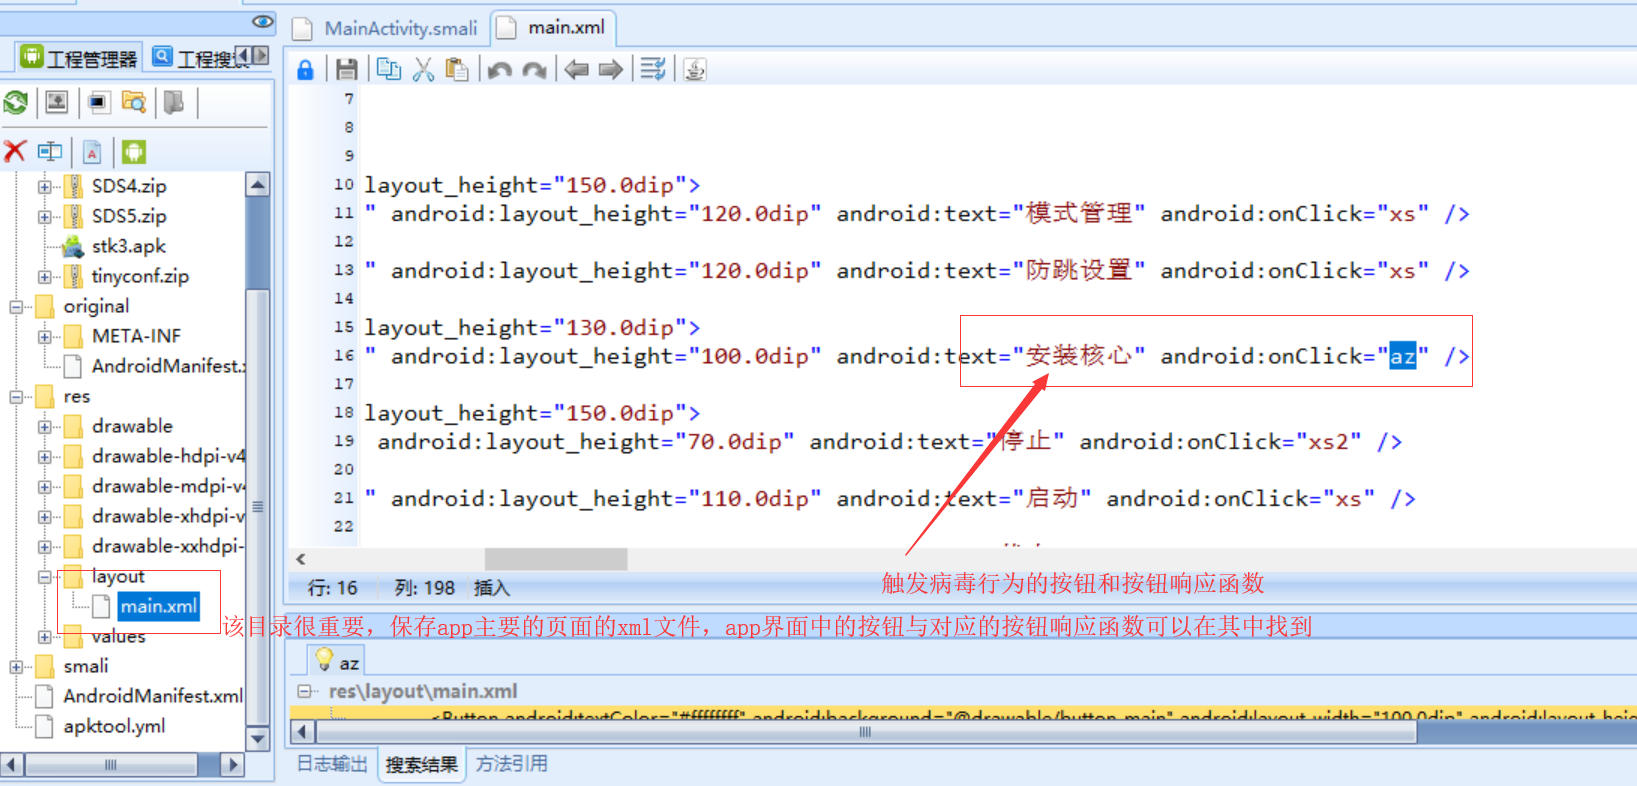 MainActivity.smali
main.xml
工程管理器
工程搜
7
8
9
10 layout_height="150.0dip">
11 " android:layout_height="120.0dip" android:text="模式管理" android:onClick="xs" />
12
13 " android:layout_height="120.0dip" android:text="防跳设置" android:onClick="xs" />
14
15 layout_height="130.0dip">
16 " android:layout_height="100.0dip" android:text="安装核心" android:onClick="az" />
17
18 layout_height="150.0dip">
19 android:layout_height="70.0dip" android:text="停止" android:onClick="xs2" />
20
21 " android:layout_height="110.0dip" android:text="启动" android:onClick="xs" />
22
SDS4.zip
SDS5.zip
stk3.apk
tinyconf.zip
original
META-INF
AndroidManifest.x
res
drawable
drawable-hdpi-v4
drawable-mdpi-v4
drawable-xhdpi-v
drawable-xxhdpi-
layout
main.xml
values
smali
AndroidManifest.xml
apktool.yml
行: 16 列: 198 插入
触发病毒行为的按钮和按钮响应函数
该目录很重要，保存app主要的页面的xml文件，app界面中的按钮与对应的按钮响应函数可以在其中找到
az
res\layout\main.xml
<Button android:textColor="#ffffffff" android:background="@drawable/button_main" android:layout_width="100.0dip" android:layout_heig
日志输出 搜索结果 方法引用